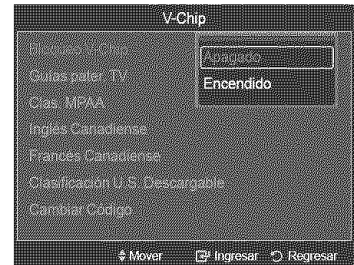 V-Chip
Bloqueo V-Chip
Apagado
Encendido
Guías pater. TV
Clas. MPAA
Inglés Canadiense
Francés Canadiense
Clasificación U.S. Descargable
Cambiar Código
Mover Ingresar Regresar